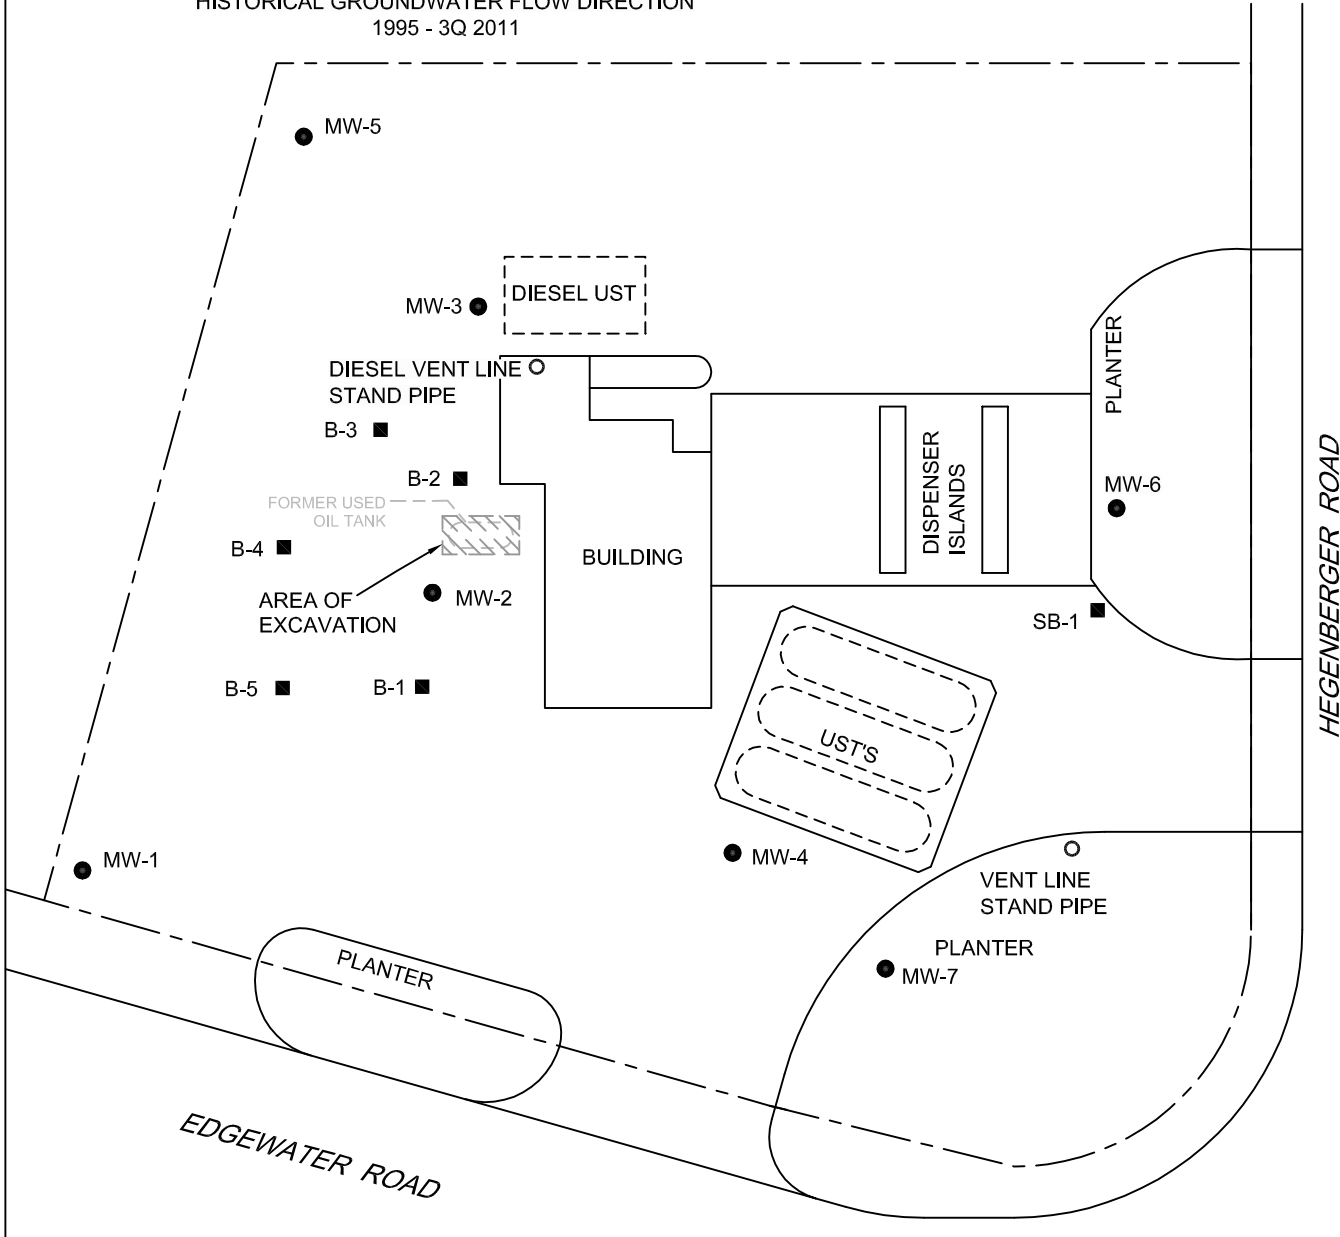 HISTORICAL GROUNDWATER FLOW DIRECTION
1995 - 3Q 2011
MW-5
MW-3
DIESEL UST
DIESEL VENT LINE
STAND PIPE
PLANTER
B-3
B-2
FORMER USED
OIL TANK
B-4
AREA OF
EXCAVATION
MW-2
BUILDING
DISPENSER
ISLANDS
MW-6
HEGENBERGER ROAD
SB-1
B-5
B-1
UST'S
MW-1
MW-4
VENT LINE
STAND PIPE
PLANTER
MW-7
PLANTER
EDGEWATER ROAD